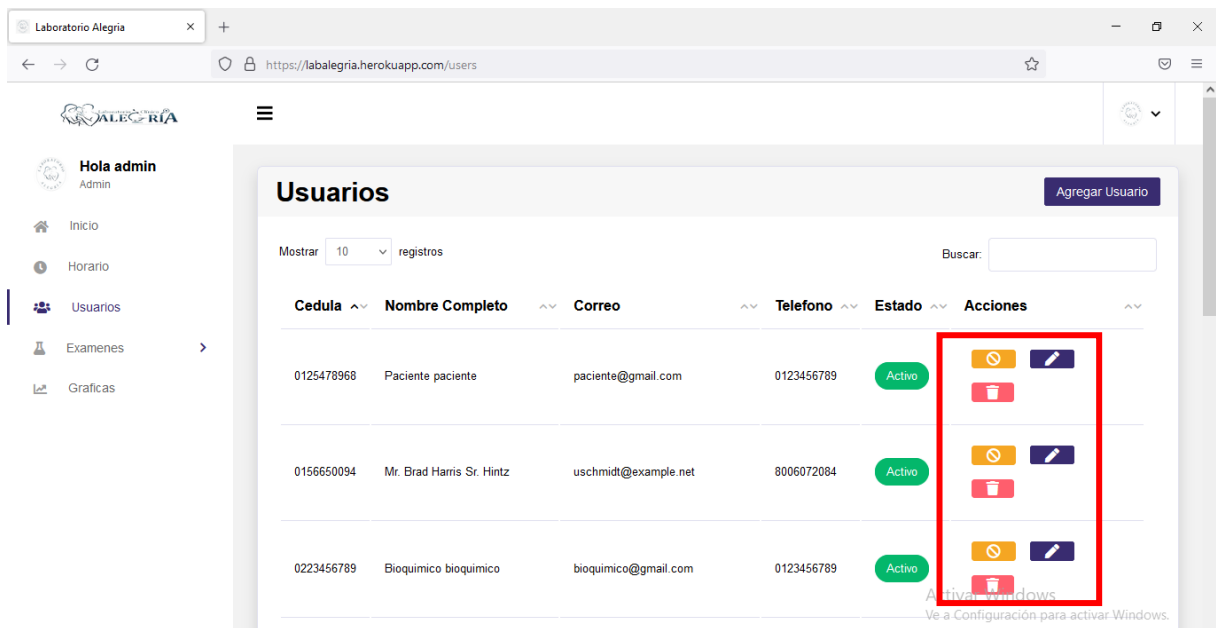 Laboratorio Alegria
https://labalegria.herokuapp.com/users
ALEGRÍA
Hola admin
Admin
Inicio
Horario
Usuarios
Examenes
Graficas
Usuarios
Agregar Usuario
Mostrar 10 registros
Buscar:
Cedula Nombre Completo Correo Telefono Estado Acciones
0125478968 Paciente paciente paciente@gmail.com 0123456789 Activo
0156650094 Mr. Brad Harris Sr. Hintz uschmidt@example.net 8006072084 Activo
0223456789 Bioquimico bioquimico bioquimico@gmail.com 0123456789 Activo
Activar Windows
Ve a Configuración para activar Windows.